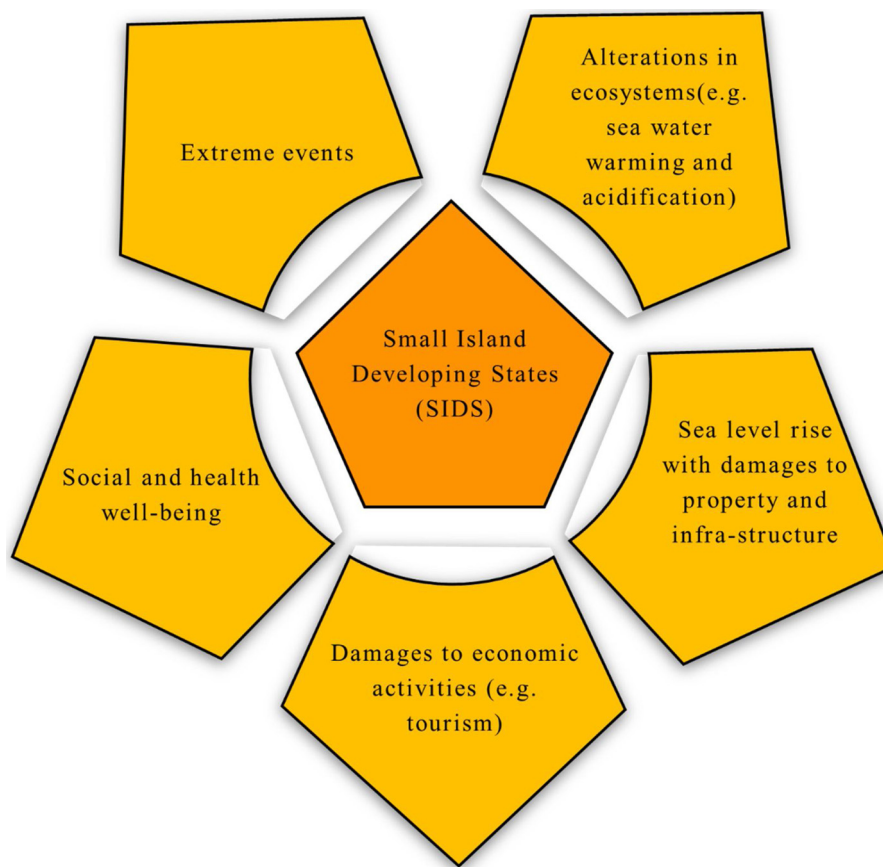 Extreme events
Alterations in
ecosystems(e.g.
sea water
warming and
acidification)
Small Island
Developing States
(SIDS)
Social and health
well-being
Sea level rise
with damages to
property and
infra-structure
Damages to economic
activities (e.g.
tourism)